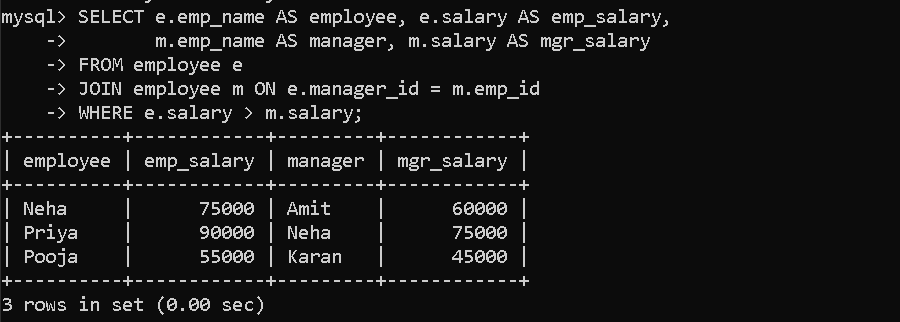 mysql> SELECT e.emp_name AS employee, e.salary AS emp_salary,
    ->        m.emp_name AS manager, m.salary AS mgr_salary
    -> FROM employee e
    -> JOIN employee m ON e.manager_id = m.emp_id
    -> WHERE e.salary > m.salary;
+----------+------------+---------+------------+
| employee | emp_salary | manager | mgr_salary |
+----------+------------+---------+------------+
| Neha     |      75000 | Amit    |      60000 |
| Priya    |      90000 | Neha    |      75000 |
| Pooja    |      55000 | Karan   |      45000 |
+----------+------------+---------+------------+
3 rows in set (0.00 sec)